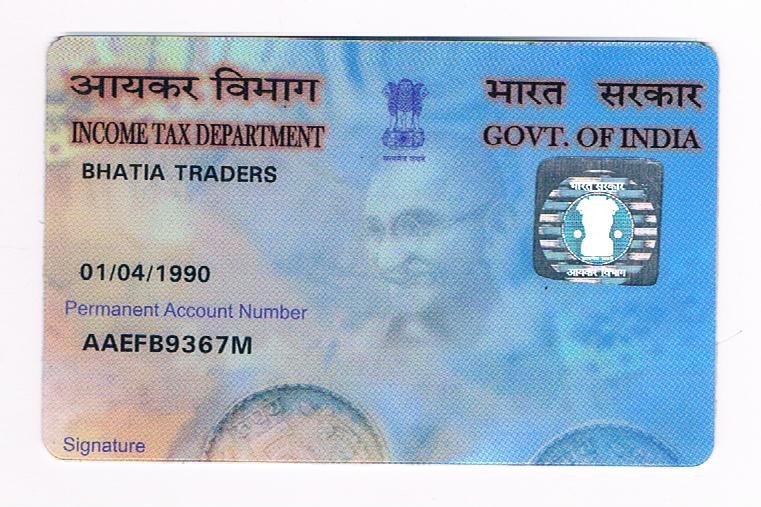 आयकर विभाग
INCOME TAX DEPARTMENT
सत्यमेव जयते
भारत सरकार
GOVT. OF INDIA
BHATIA TRADERS
भारत सरकार
आयकर विभाग
01/04/1990
Permanent Account Number
AAEFB9367M
Signature